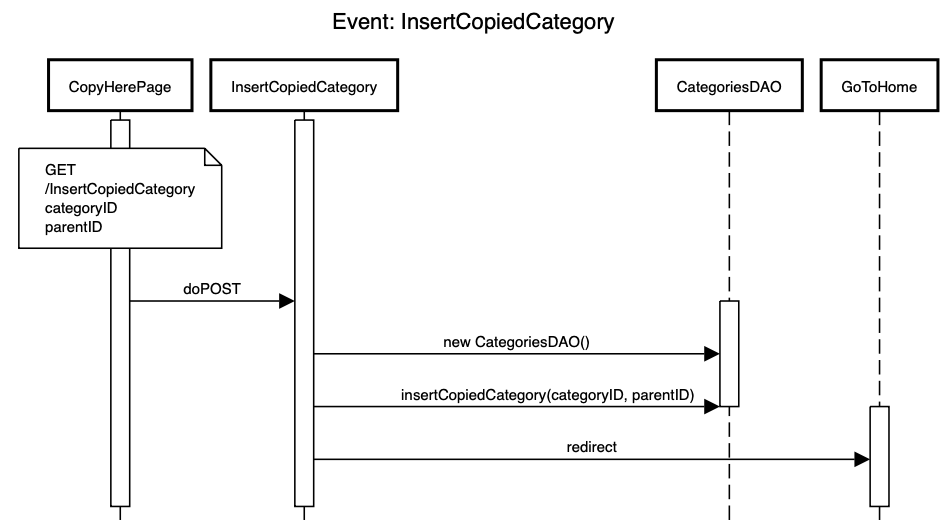 Event: InsertCopiedCategory
CopyHerePage
InsertCopiedCategory
CategoriesDAO
GoToHome
GET
/InsertCopiedCategory
categoryID
parentID
doPOST
new CategoriesDAO()
insertCopiedCategory(categoryID, parentID)
redirect